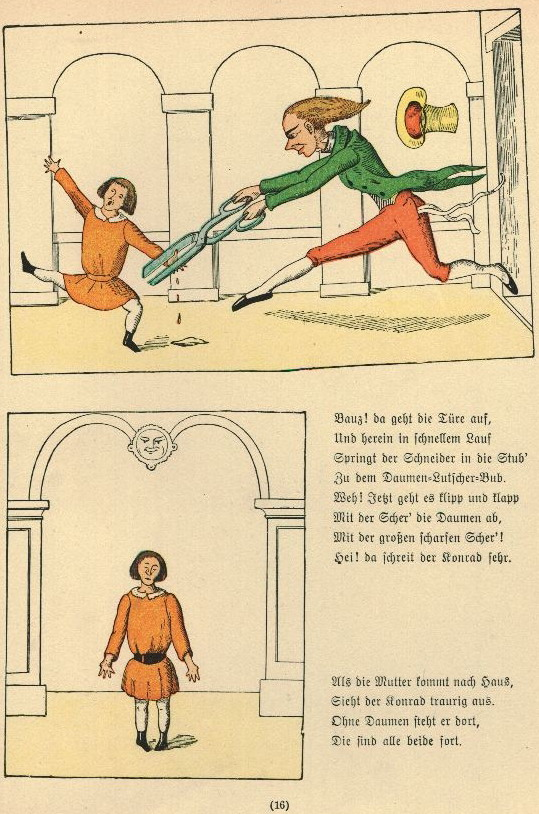 Bauz! da geht die Türe auf,
Und herein in schnellem Lauf
Springt der Schneider in die Stub'
Zu dem Daumen-Lutscher-Bub.
Weh! Jetzt geht es klipp und klapp
Mit der Scher' die Daumen ab,
Mit der großen scharfen Scher'!
Hei! da schreit der Konrad sehr.
Als die Mutter kommt nach Haus,
Sieht der Konrad traurig aus.
Ohne Daumen steht er dort,
Die sind alle beide fort.
(16)